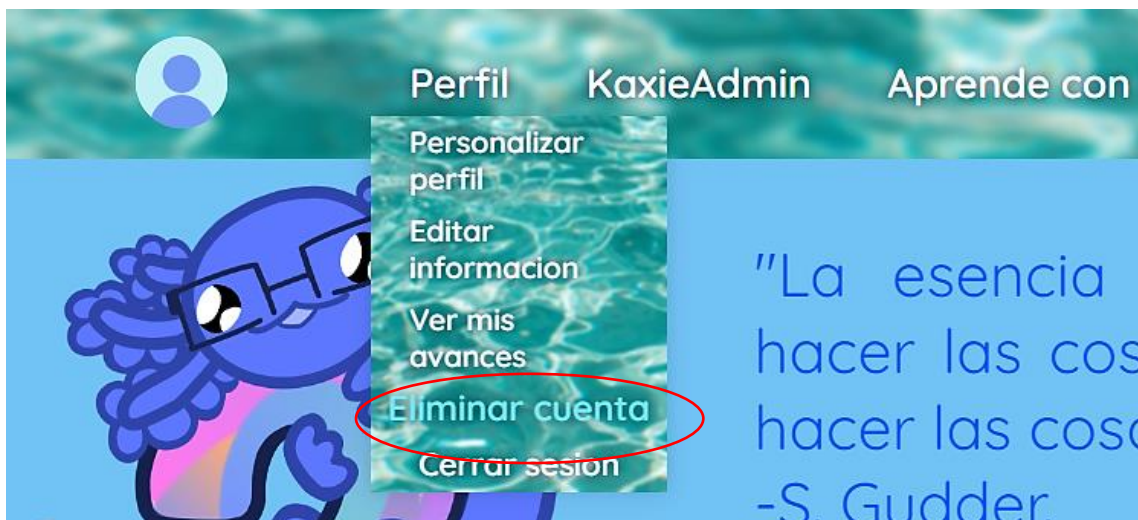 Perfil KaxieAdmin Aprende con
Personalizar
perfil
Editar
informacion
Ver mis
avances
Eliminar cuenta
Cerrar sesion
"La esencia
hacer las cos
hacer las cosc
-S. Gudder